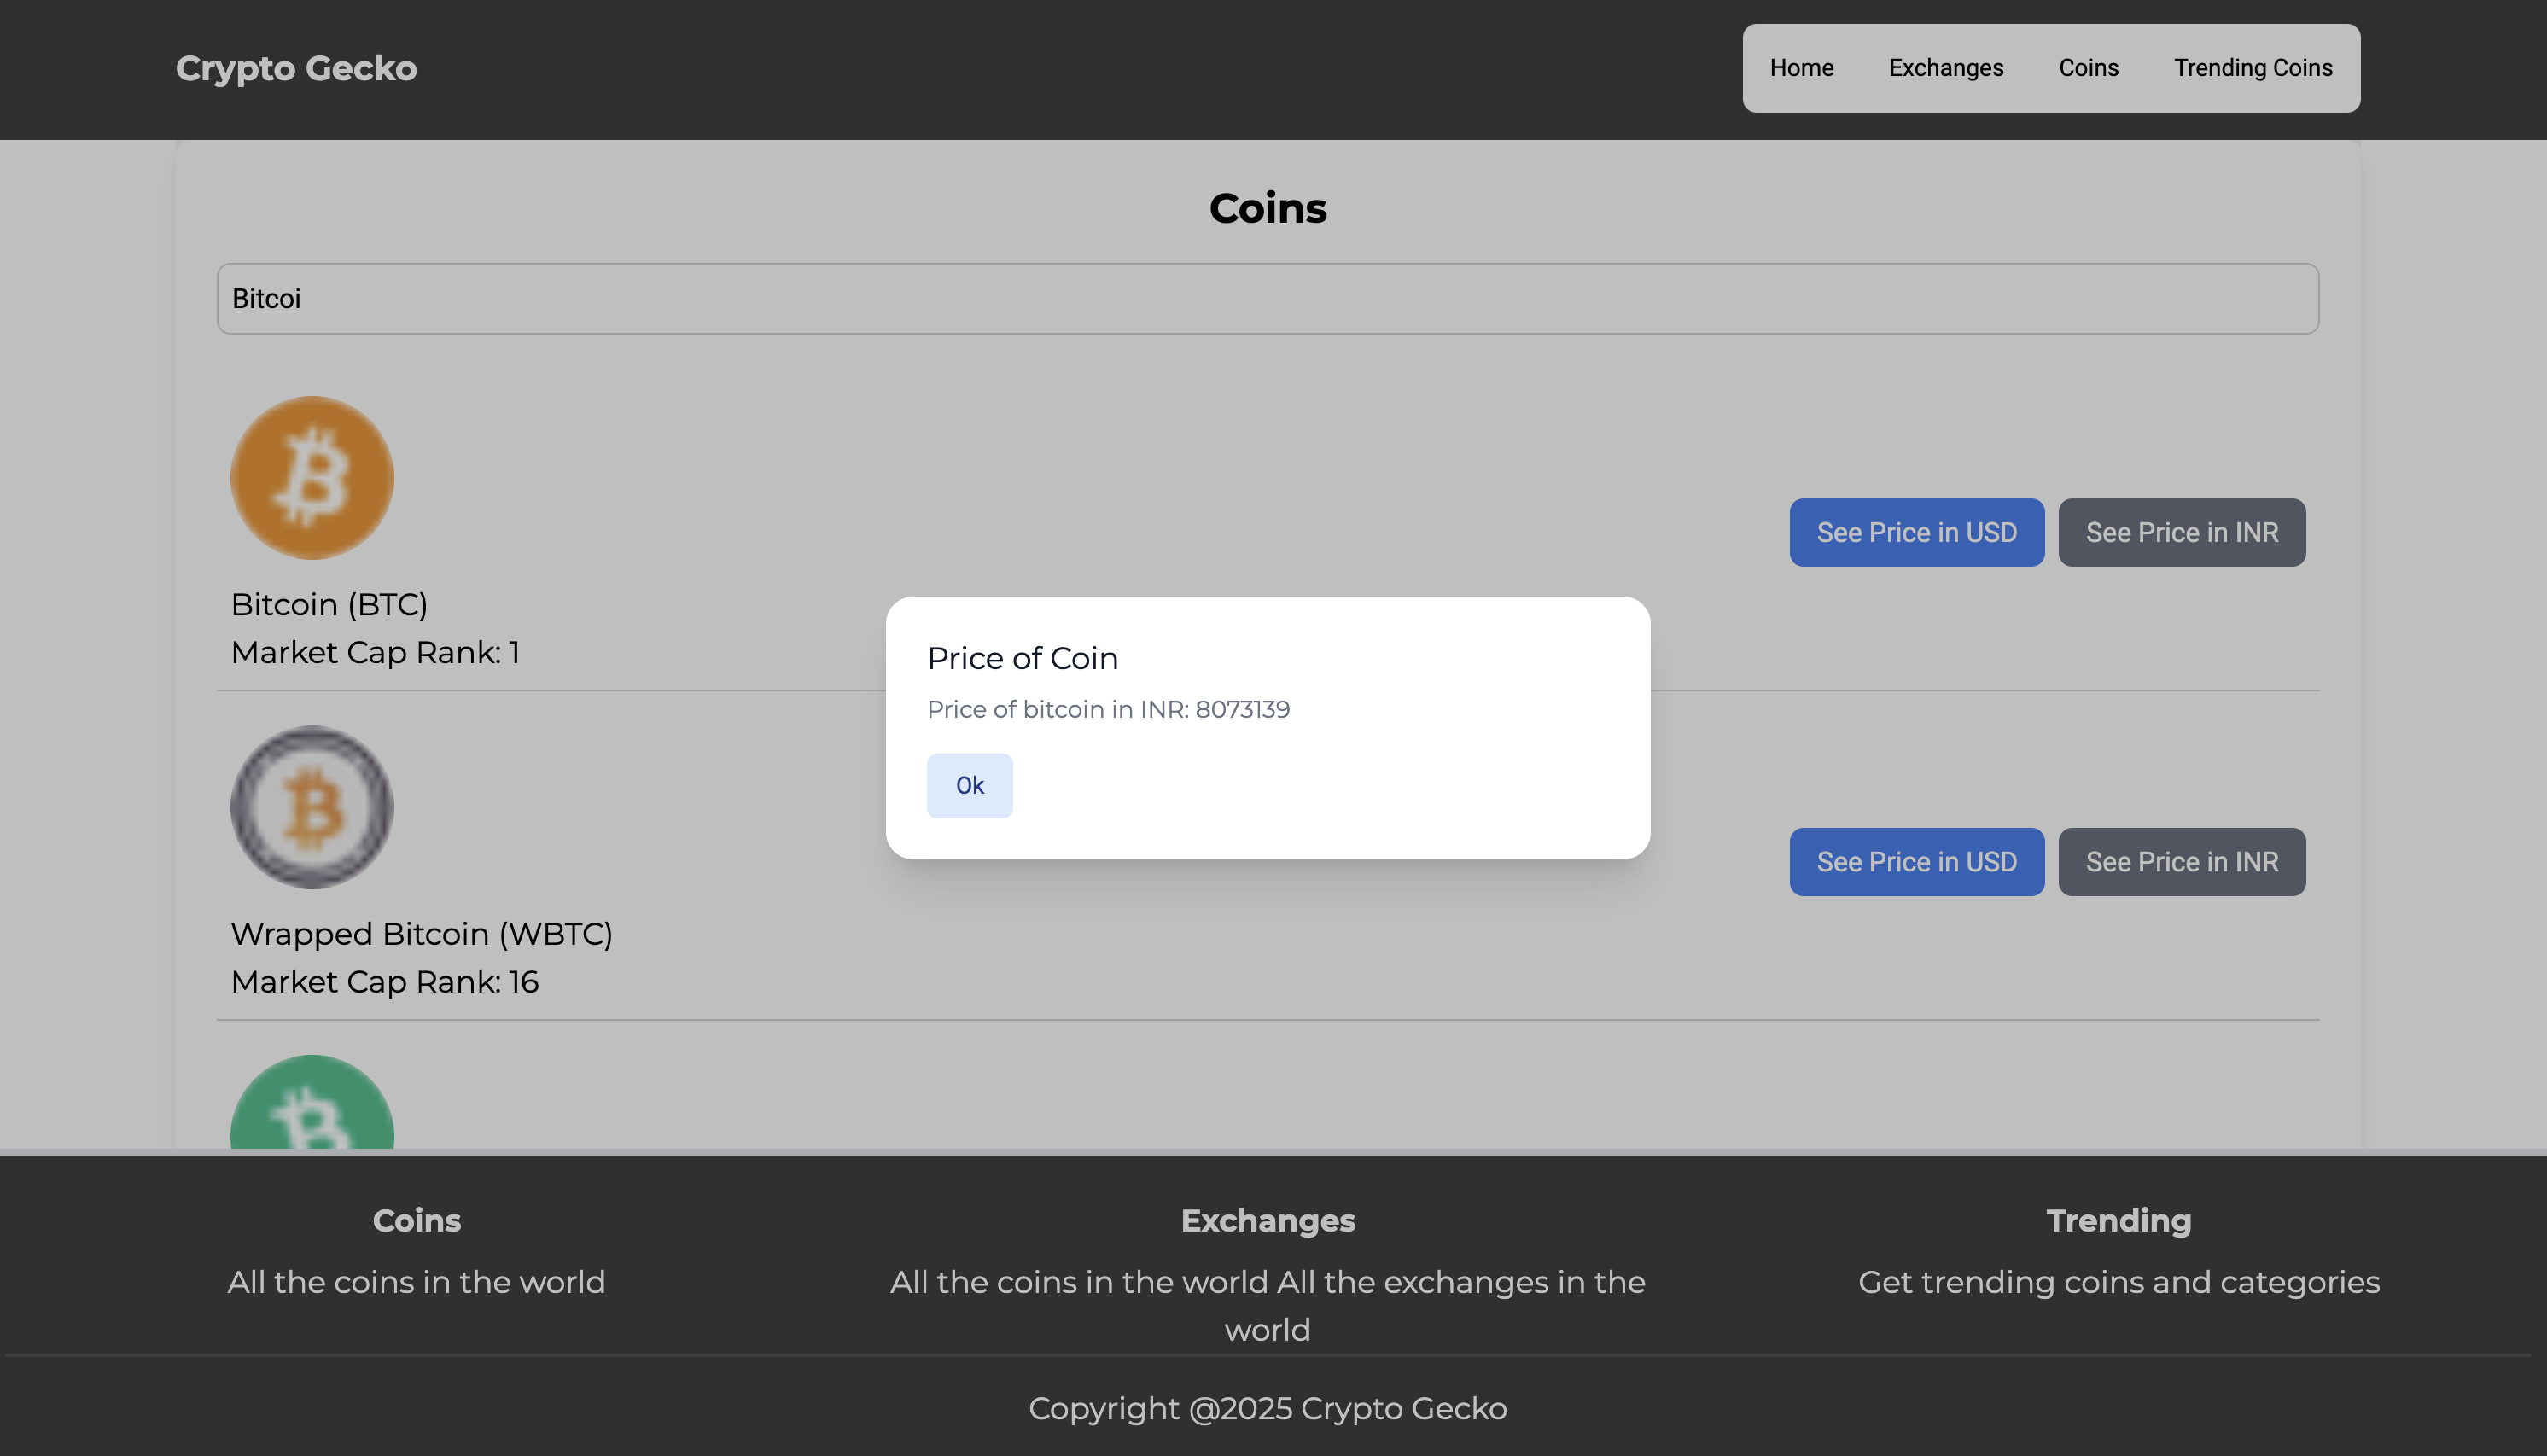 Crypto Gecko
Home Exchanges Coins Trending Coins
Coins
Bitcoi
See Price in USD See Price in INR
Bitcoin (BTC)
Market Cap Rank: 1
Price of Coin
Price of bitcoin in INR: 8073139
Ok
See Price in USD See Price in INR
Wrapped Bitcoin (WBTC)
Market Cap Rank: 16
Coins
All the coins in the world
Exchanges
All the coins in the world All the exchanges in the
world
Trending
Get trending coins and categories
Copyright @2025 Crypto Gecko